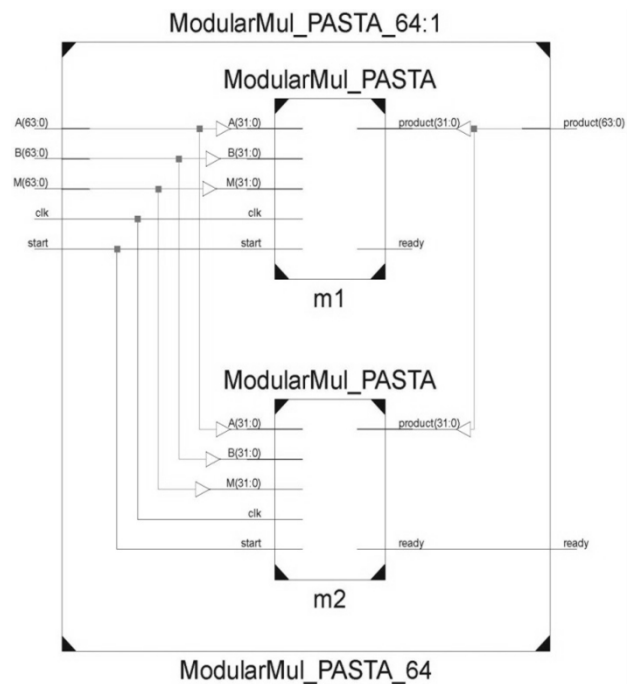 ModularMul_PASTA_64:1
ModularMul_PASTA
A(63:0) A(31:0) product(31:0) product(63:0)
B(63:0) B(31:0)
M(63:0) M(31:0)
clk clk
start start ready
m1
ModularMul_PASTA
A(31:0) product(31:0)
B(31:0)
M(31:0)
clk
start ready ready
m2
ModularMul_PASTA_64